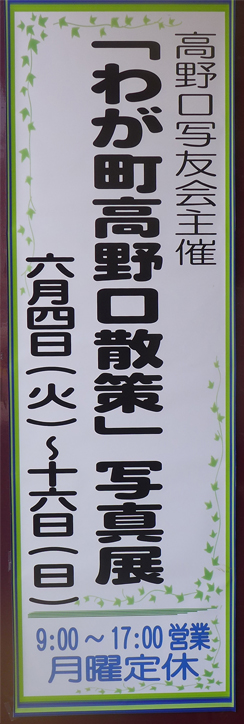 高野口写友会主催
「わが町高野口散策」写真展
六月四日(火)~十六日(日)
9:00~17:00 営業
月曜定休